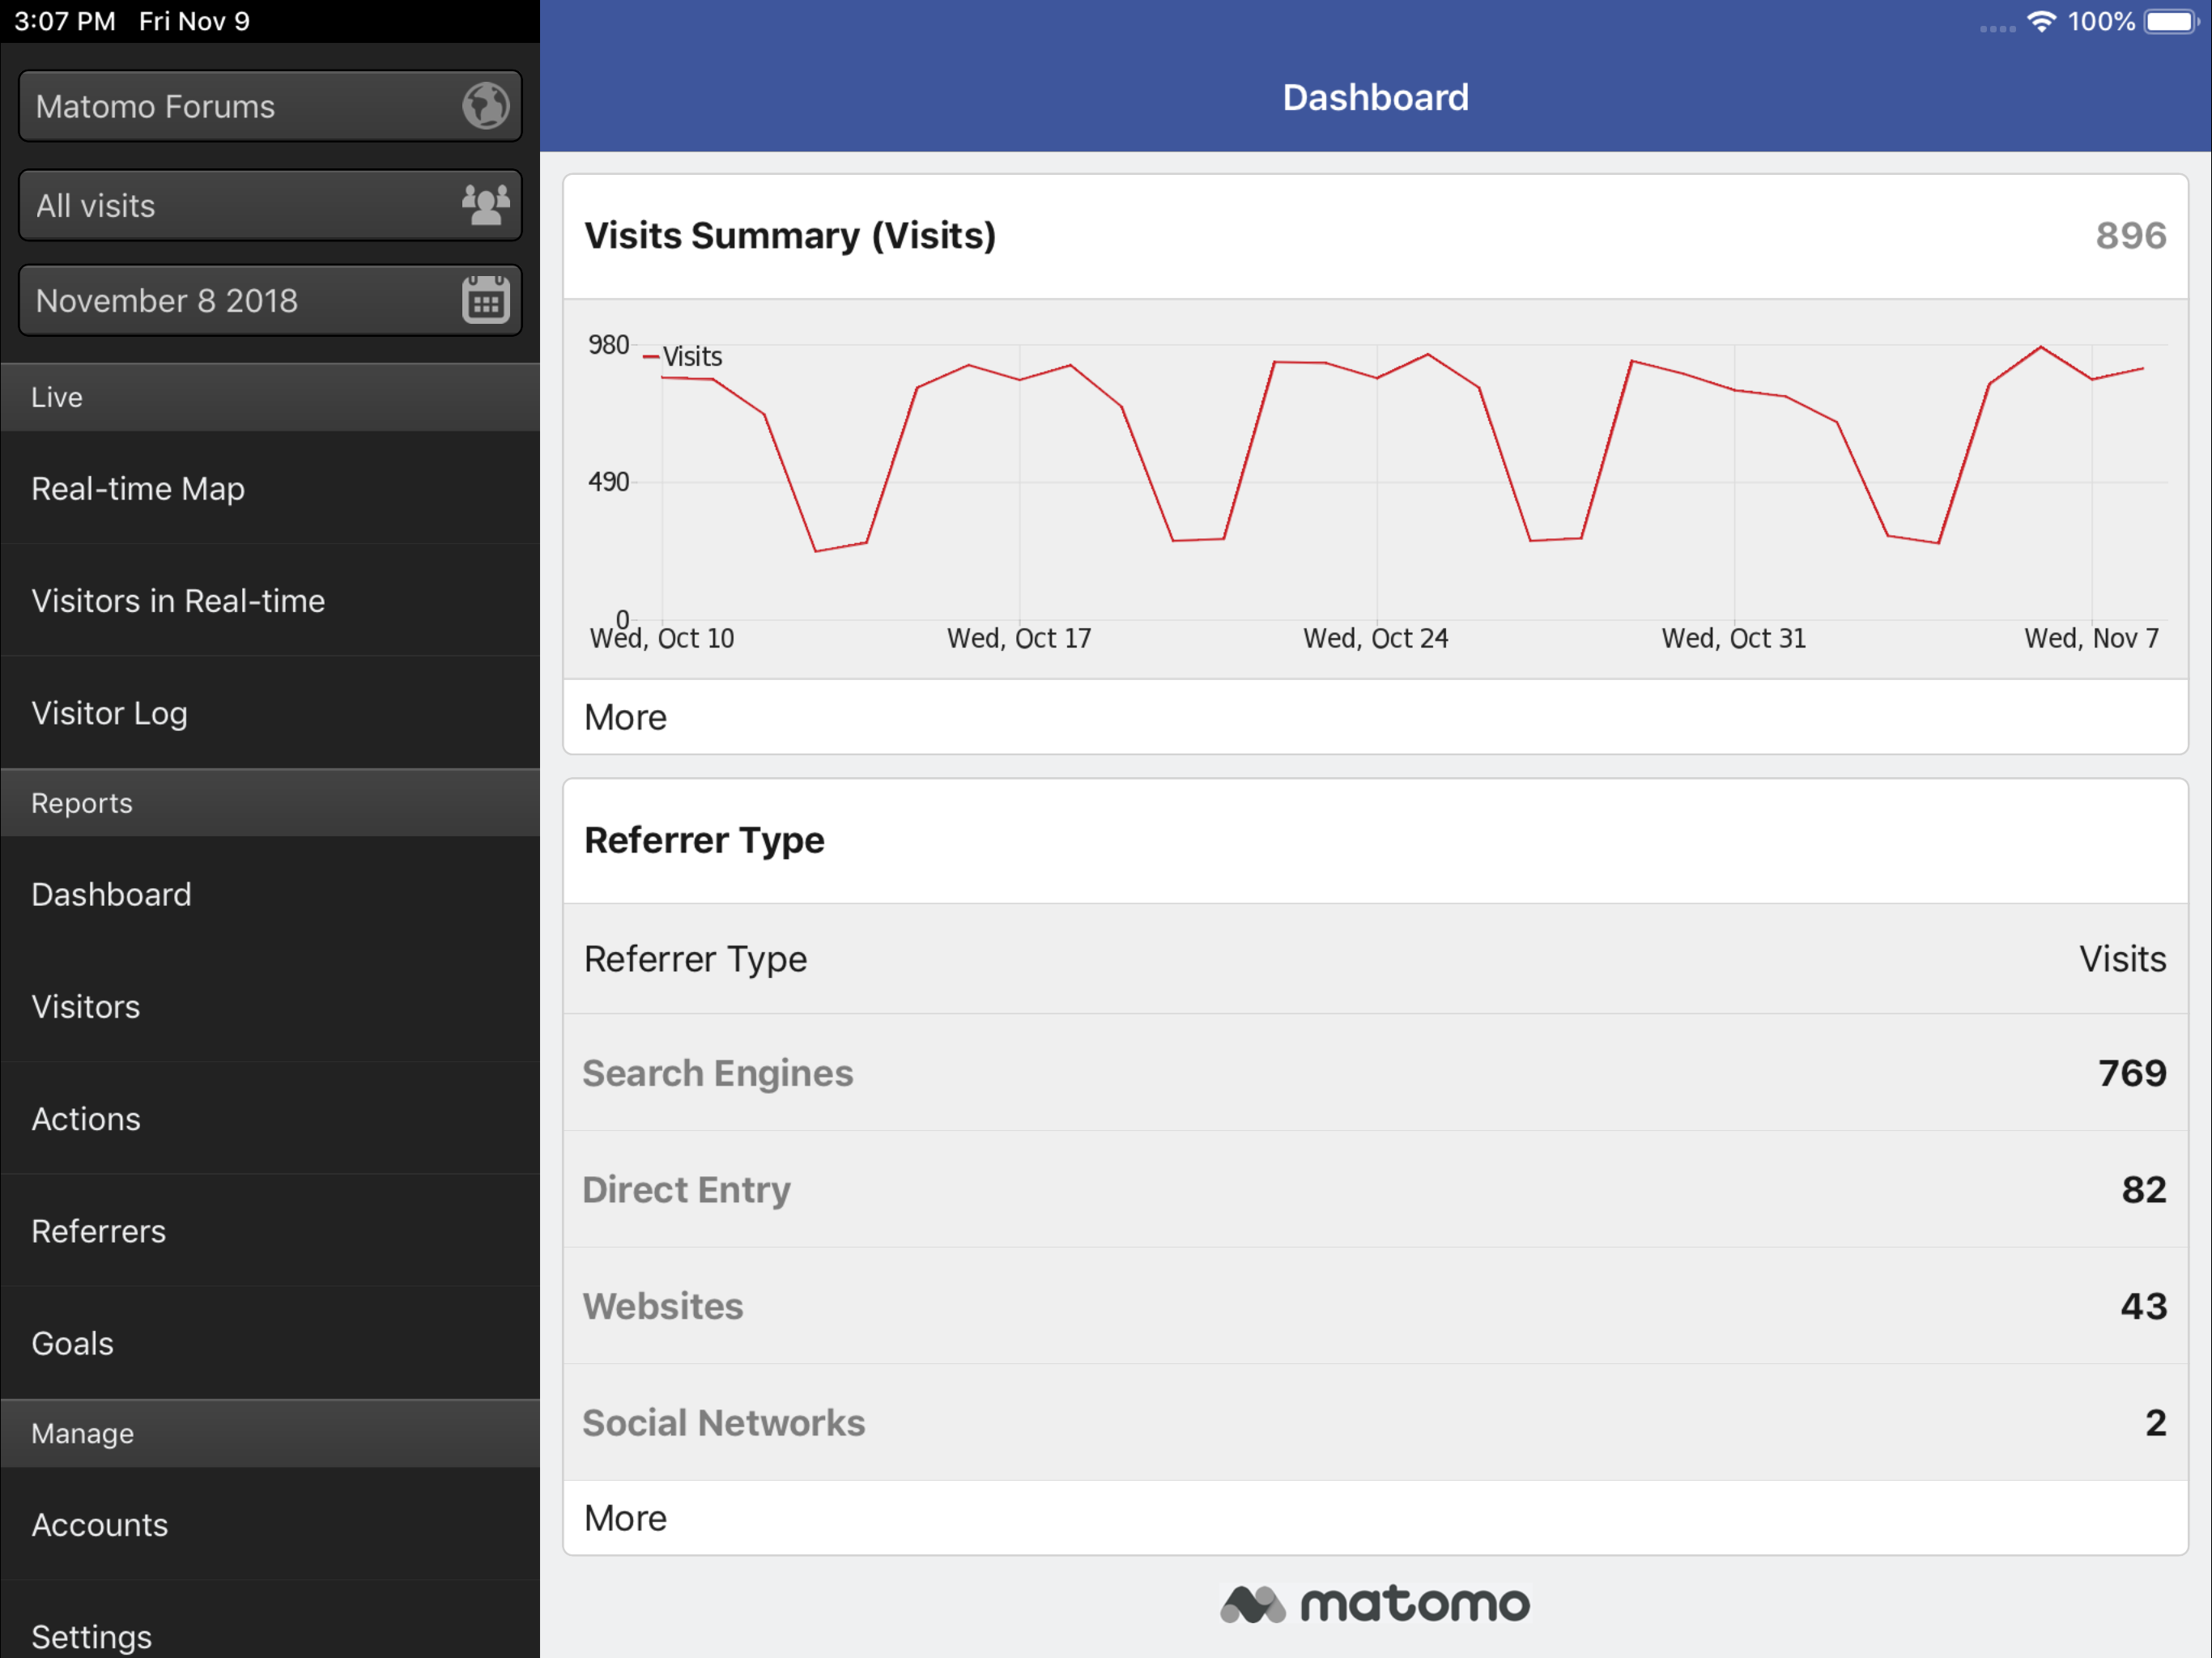 3:07 PM Fri Nov 9
100%
Matomo Forums
All visits
November 8 2018
Live
Real-time Map
Visitors in Real-time
Visitor Log
Reports
Dashboard
Visitors
Actions
Referrers
Goals
Manage
Accounts
Settings
Dashboard
Visits Summary (Visits) 896
980
Visits
490
0
Wed, Oct 10 Wed, Oct 17 Wed, Oct 24 Wed, Oct 31 Wed, Nov 7
More
Referrer Type
Referrer Type Visits
Search Engines 769
Direct Entry 82
Websites 43
Social Networks 2
More
matomo